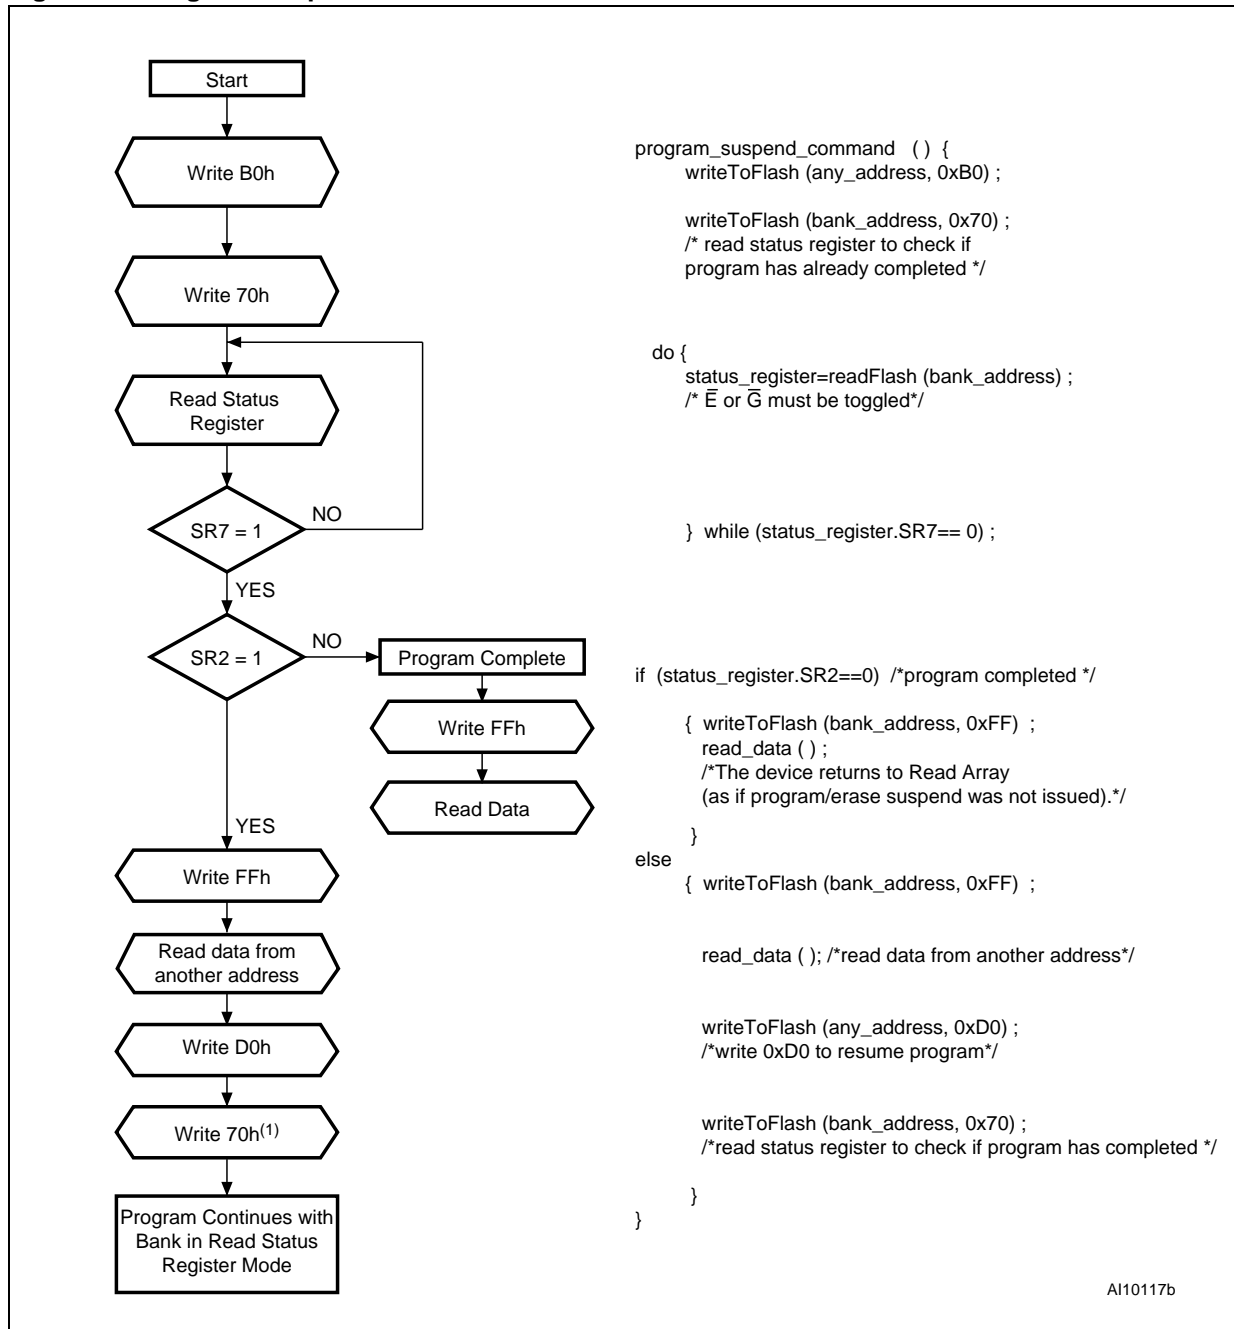 Start
Write B0h
Write 70h
Read Status
Register
SR7 = 1
NO
YES
SR2 = 1
NO
Program Complete
Write FFh
Read Data
YES
Write FFh
Read data from
another address
Write D0h
Write 70h(1)
Program Continues with
Bank in Read Status
Register Mode
program_suspend_command ( ) {
writeToFlash (any_address, 0xB0) ;
writeToFlash (bank_address, 0x70) ;
/* read status register to check if
program has already completed */
do {
status_register=readFlash (bank_address) ;
/* E̅ or G̅ must be toggled*/
} while (status_register.SR7== 0) ;
if (status_register.SR2==0) /*program completed */
{ writeToFlash (bank_address, 0xFF) ;
read_data ( ) ;
/*The device returns to Read Array
(as if program/erase suspend was not issued).*/
}
else
{ writeToFlash (bank_address, 0xFF) ;
read_data ( ); /*read data from another address*/
writeToFlash (any_address, 0xD0) ;
/*write 0xD0 to resume program*/
writeToFlash (bank_address, 0x70) ;
/*read status register to check if program has completed */
}
}
AI10117b